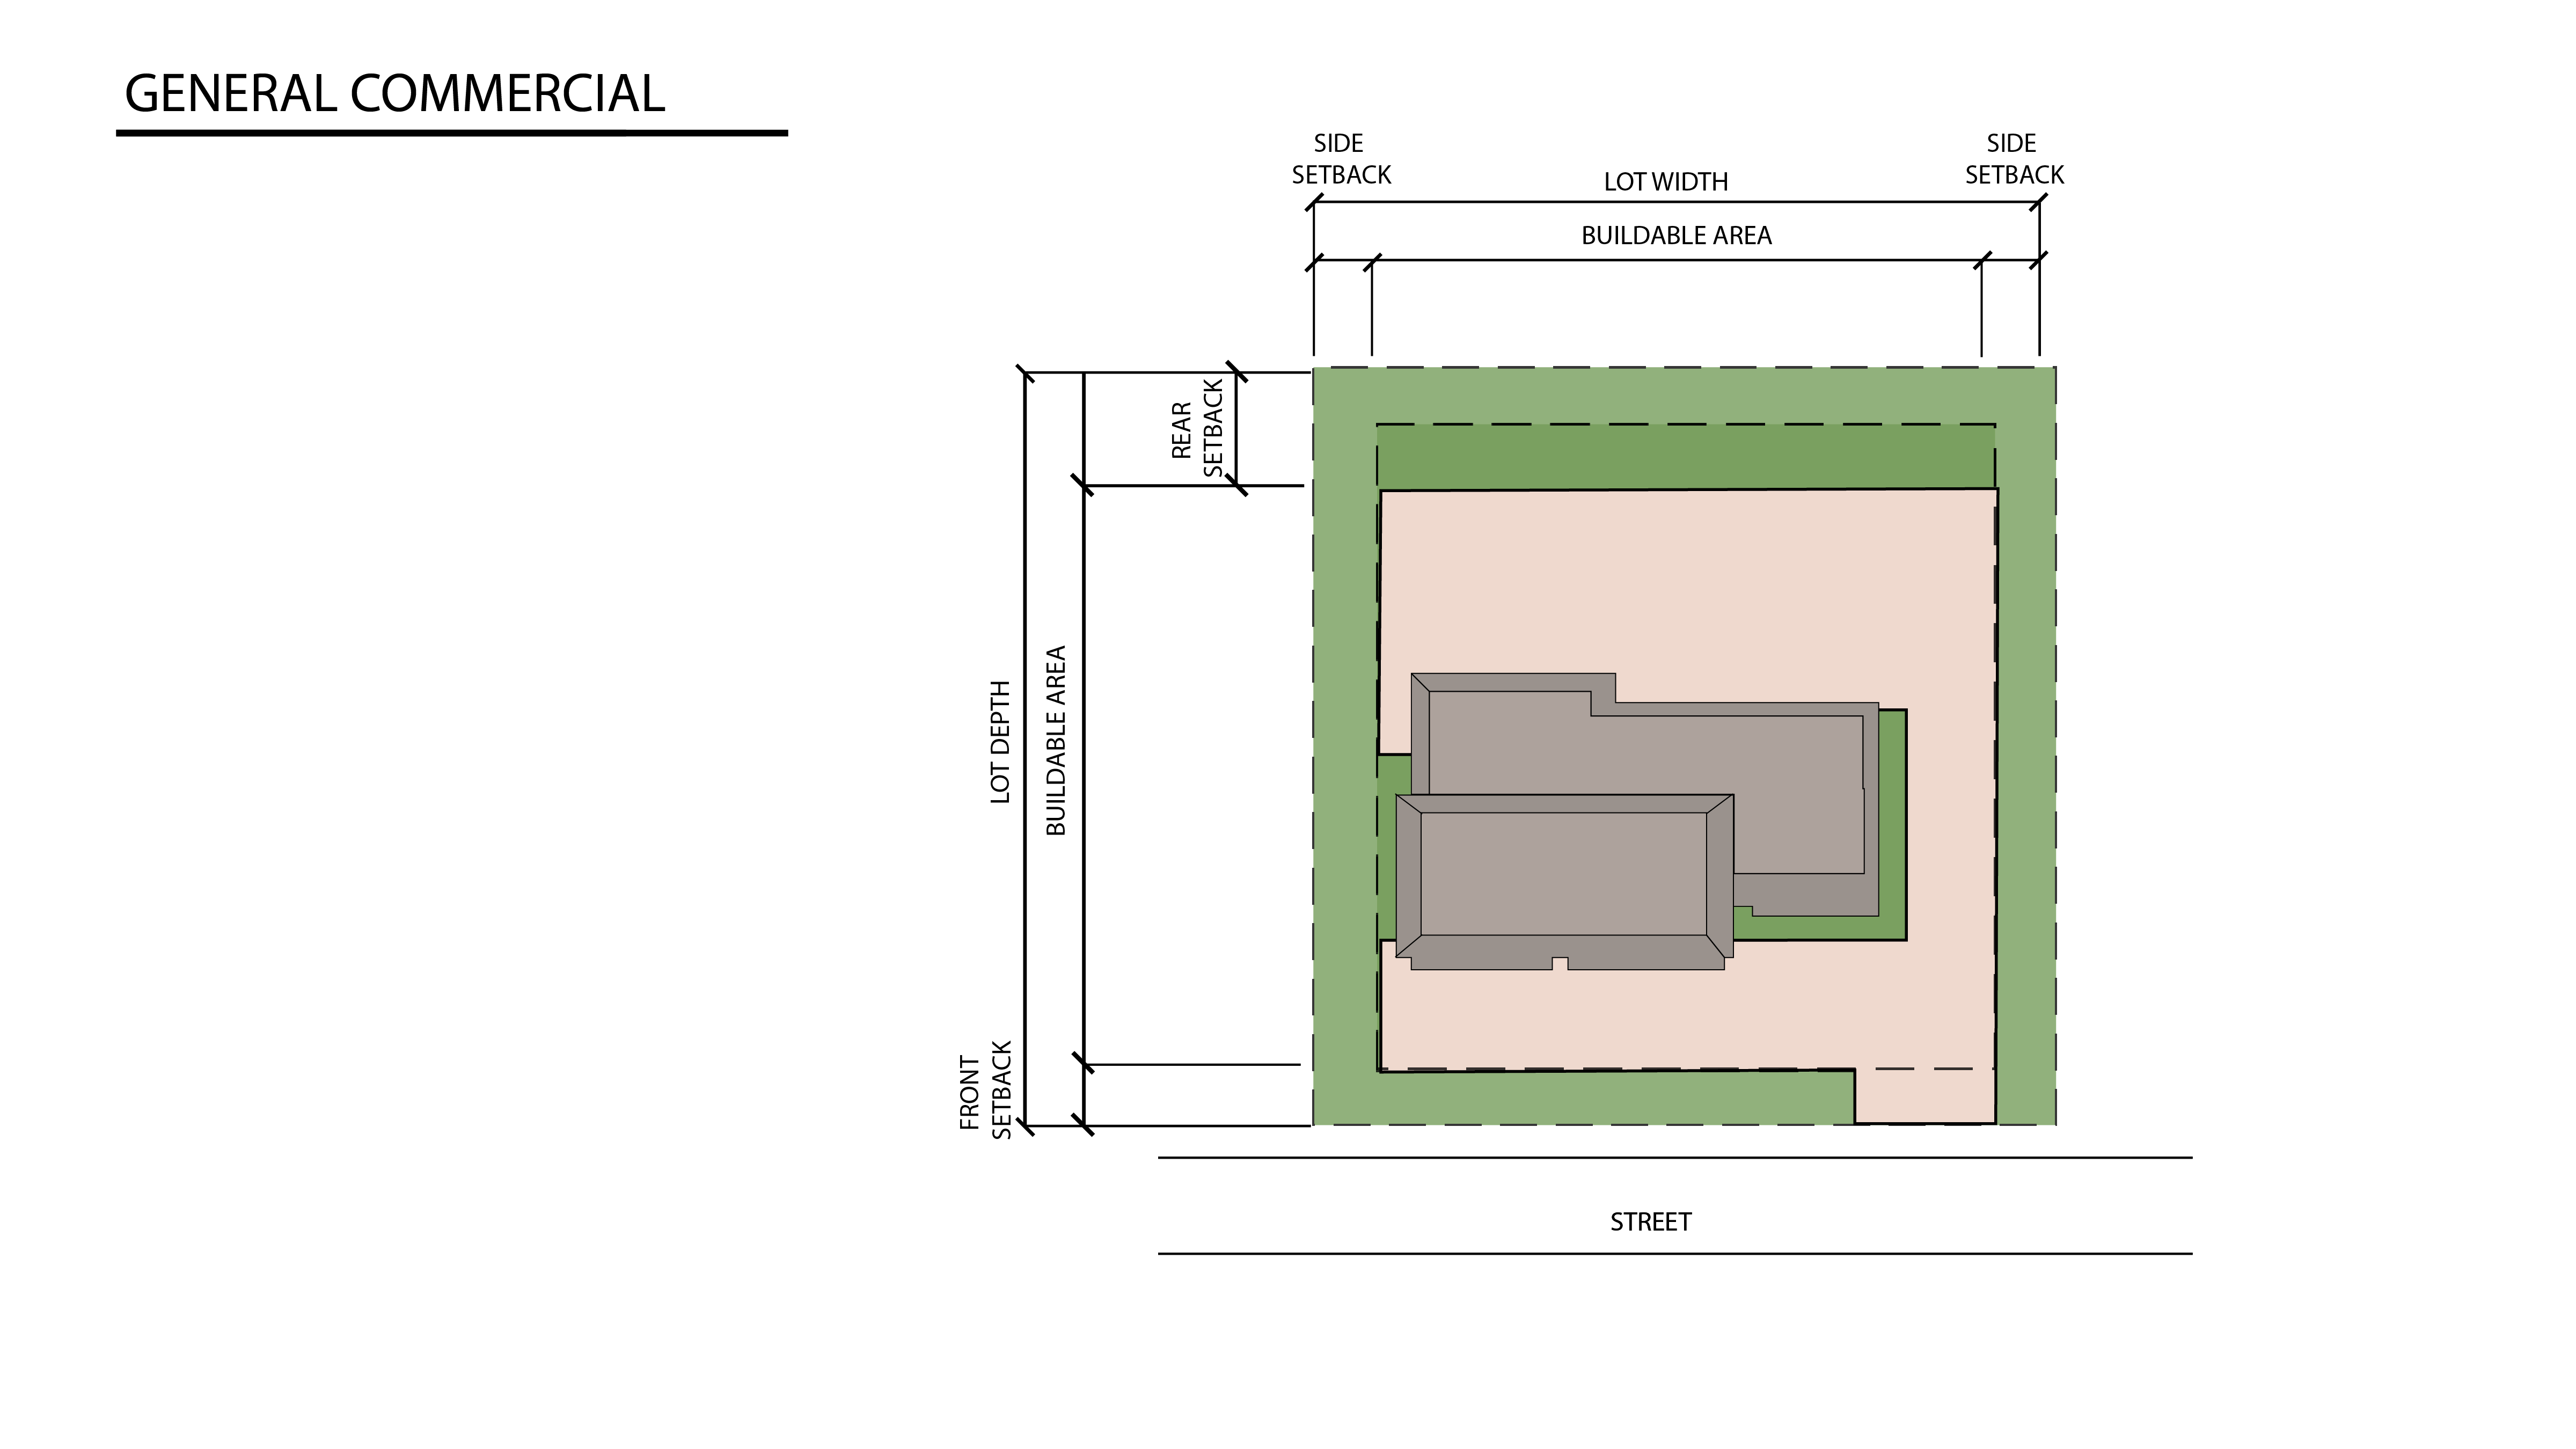 GENERAL COMMERCIAL
SIDE
SETBACK
LOT WIDTH
SIDE
SETBACK
BUILDABLE AREA
REAR
SETBACK
LOT DEPTH
BUILDABLE AREA
FRONT
SETBACK
STREET